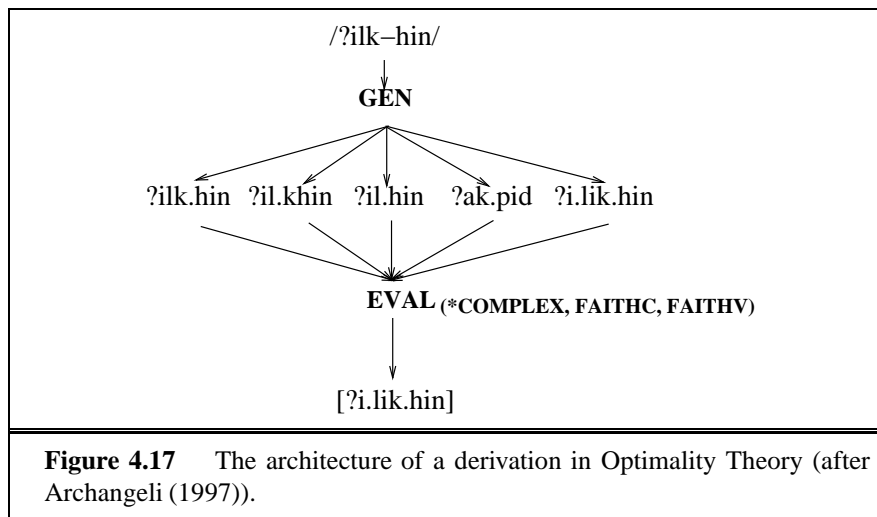 /?ilk−hin/
GEN
?ilk.hin ?il.khin ?il.hin ?ak.pid ?i.lik.hin
EVAL (*COMPLEX, FAITHC, FAITHV)
[?i.lik.hin]
Figure 4.17 The architecture of a derivation in Optimality Theory (after
Archangeli (1997)).